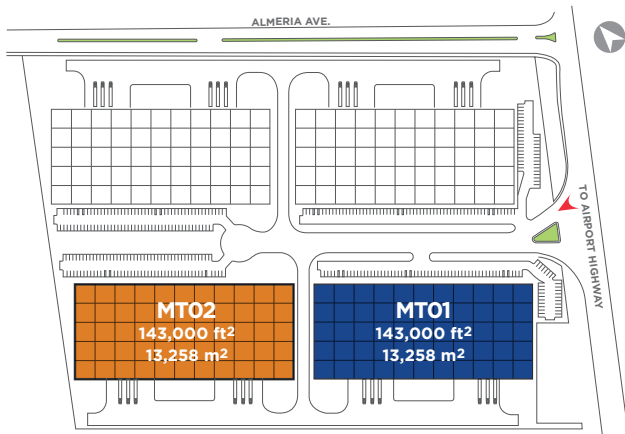 ALMERIA AVE.
TO AIRPORT HIGHWAY
MT02
143,000 ft²
13,258 m²
MT01
143,000 ft²
13,258 m²